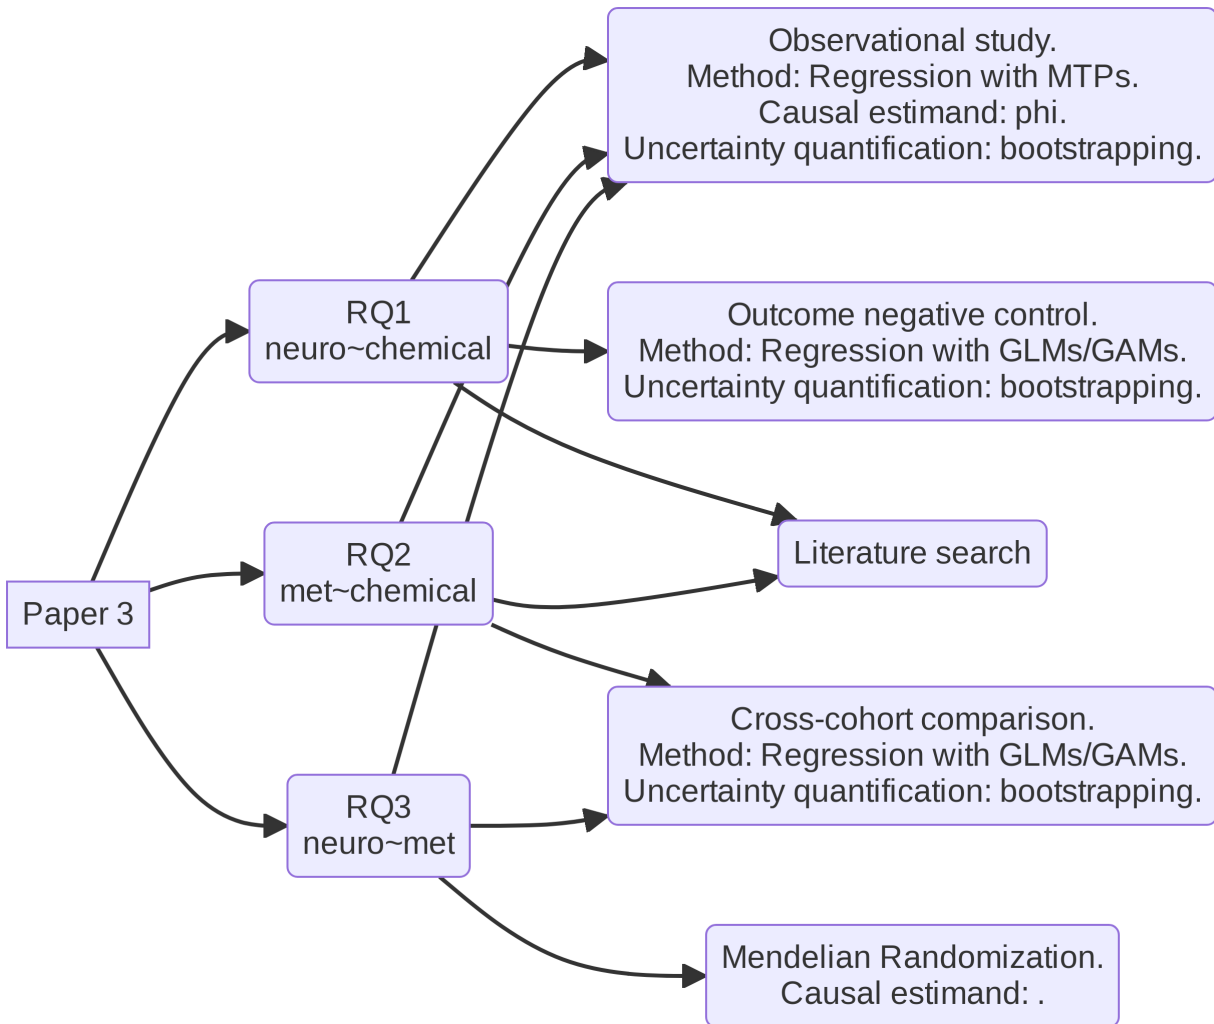 Observational study.
Method: Regression with MTPs.
Causal estimand: phi.
Uncertainty quantification: bootstrapping.
RQ1
neuro~chemical
Outcome negative control.
Method: Regression with GLMs/GAMs.
Uncertainty quantification: bootstrapping.
RQ2
met~chemical
Literature search
Paper 3
Cross-cohort comparison.
Method: Regression with GLMs/GAMs.
Uncertainty quantification: bootstrapping.
RQ3
neuro~met
Mendelian Randomization.
Causal estimand: .